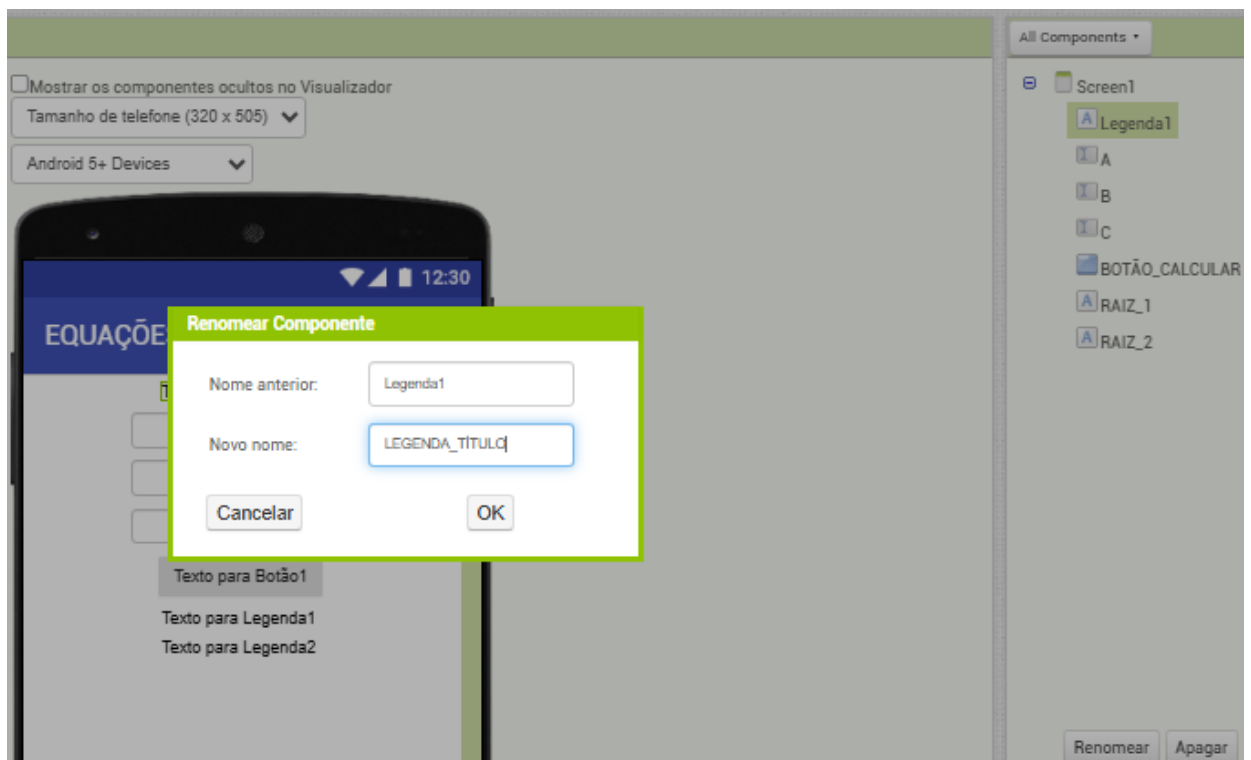 All Components
Mostrar os componentes ocultos no Visualizador
Tamanho de telefone (320 x 505)
Android 5+ Devices
12:30
EQUAÇÕE
Renomear Componente
Nome anterior:
Legenda1
Novo nome:
LEGENDA_TÍTULO
Cancelar
OK
Texto para Botão1
Texto para Legenda1
Texto para Legenda2
Screen1
Legenda1
A
B
C
BOTÃO_CALCULAR
RAIZ_1
RAIZ_2
Renomear
Apagar